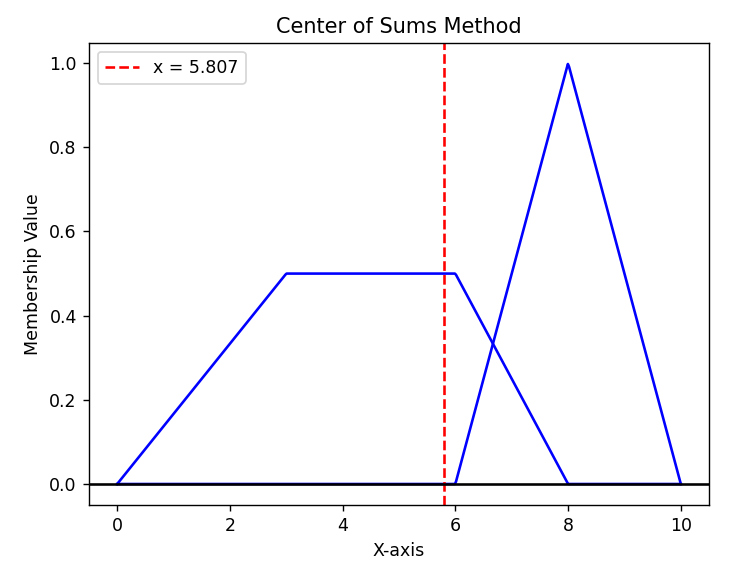 Center of Sums Method
x = 5.807
1.0
0.8
0.6
0.4
0.2
0.0
Membership Value
0 2 4 6 8 10
X-axis